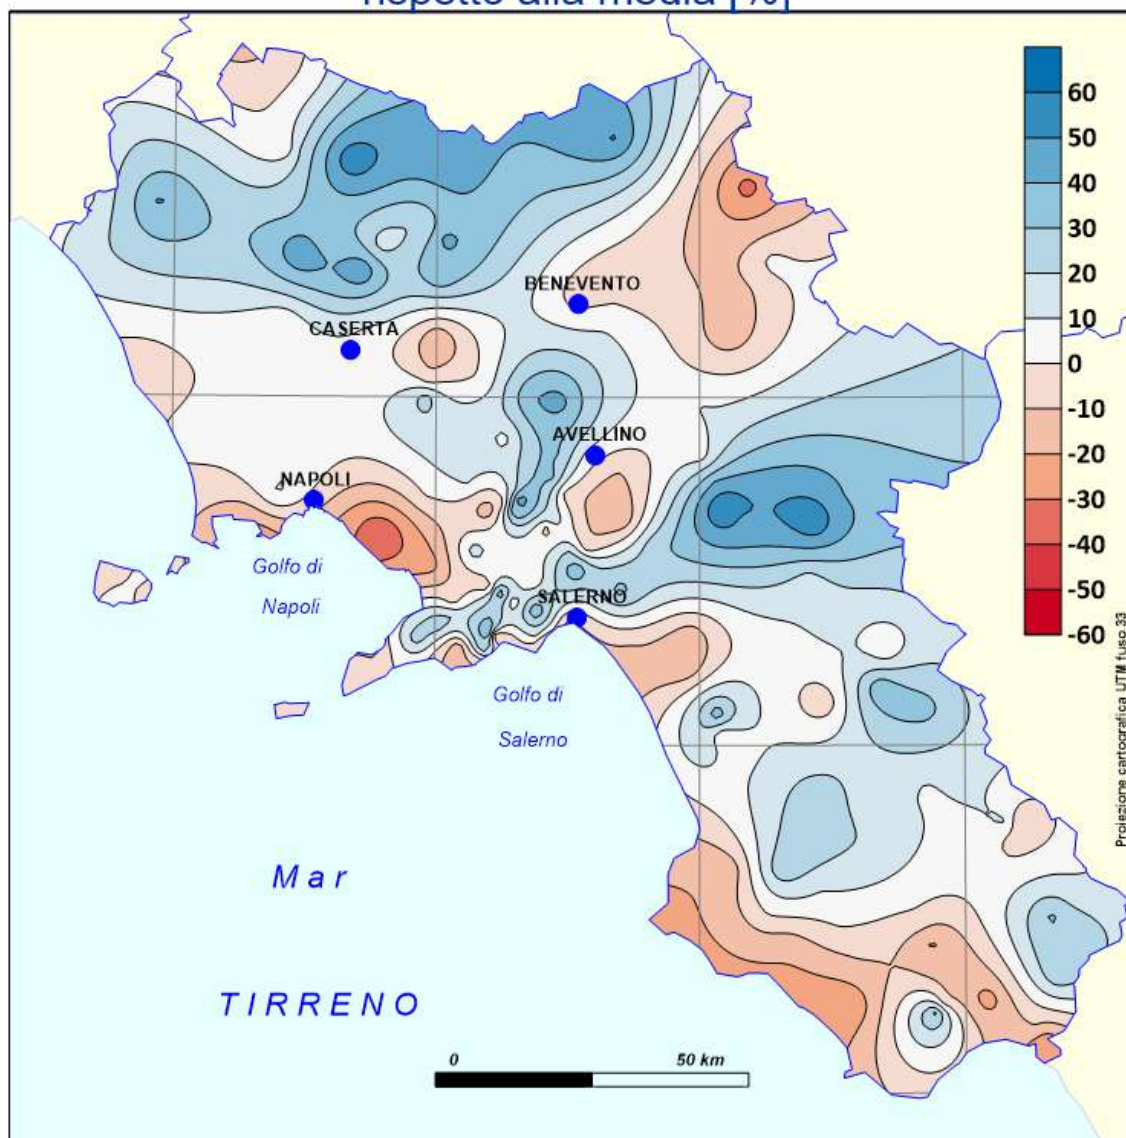 rispetto alla media [%]
60
50
40
30
20
10
0
-10
-20
-30
-40
-50
-60
BENEVENTO
CASERTA
AVELLINO
NAPOLI
SALERNO
Golfo di
Napoli
Golfo di
Salerno
Mar
TIRRENO
0 50 km
Proiezione cartografica UTM fuso 33